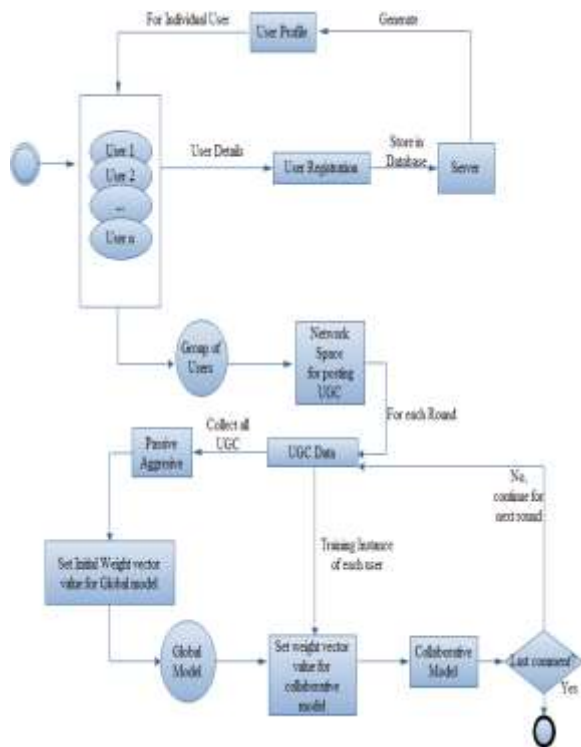 For Individual User
Generate
User Profile
User 1
User 2
...
User n
User Details
User Registration
Store in
Database
Server
Group of
Users
Network
Space
for posting
UGC
For each Round
Collect all
UGC
Passive
Aggresive
UGC Data
No,
continue for
next round
Set Initial Weight vector
value for Global model
Training Instance
of each user
Global
Model
Set weight vector
value for
collaborative
model
Collaborative
Model
Last comment?
Yes